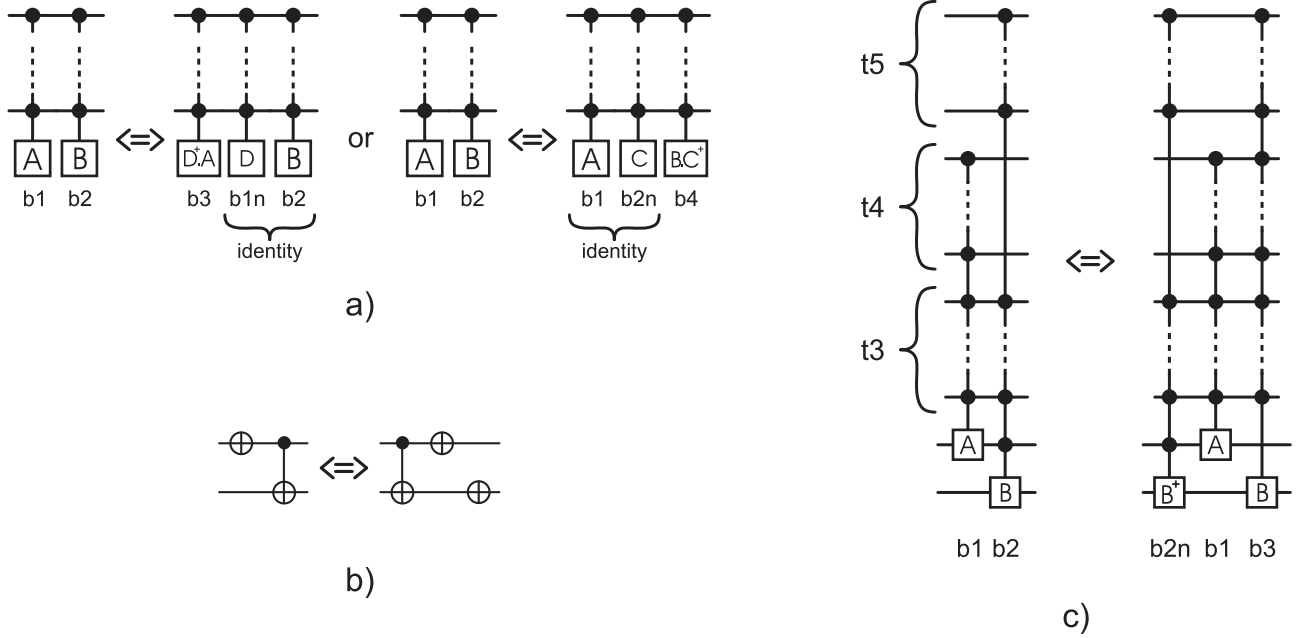 A B <=> D⁺.A D B or A B <=> A C B.C⁺
b1 b2 b3 b1n b2 b1 b2 b1 b2n b4
identity identity
a)
<=>
b)
t5
t4
<=>
t3
A A
B B⁺ B
b1 b2 b2n b1 b3
c)